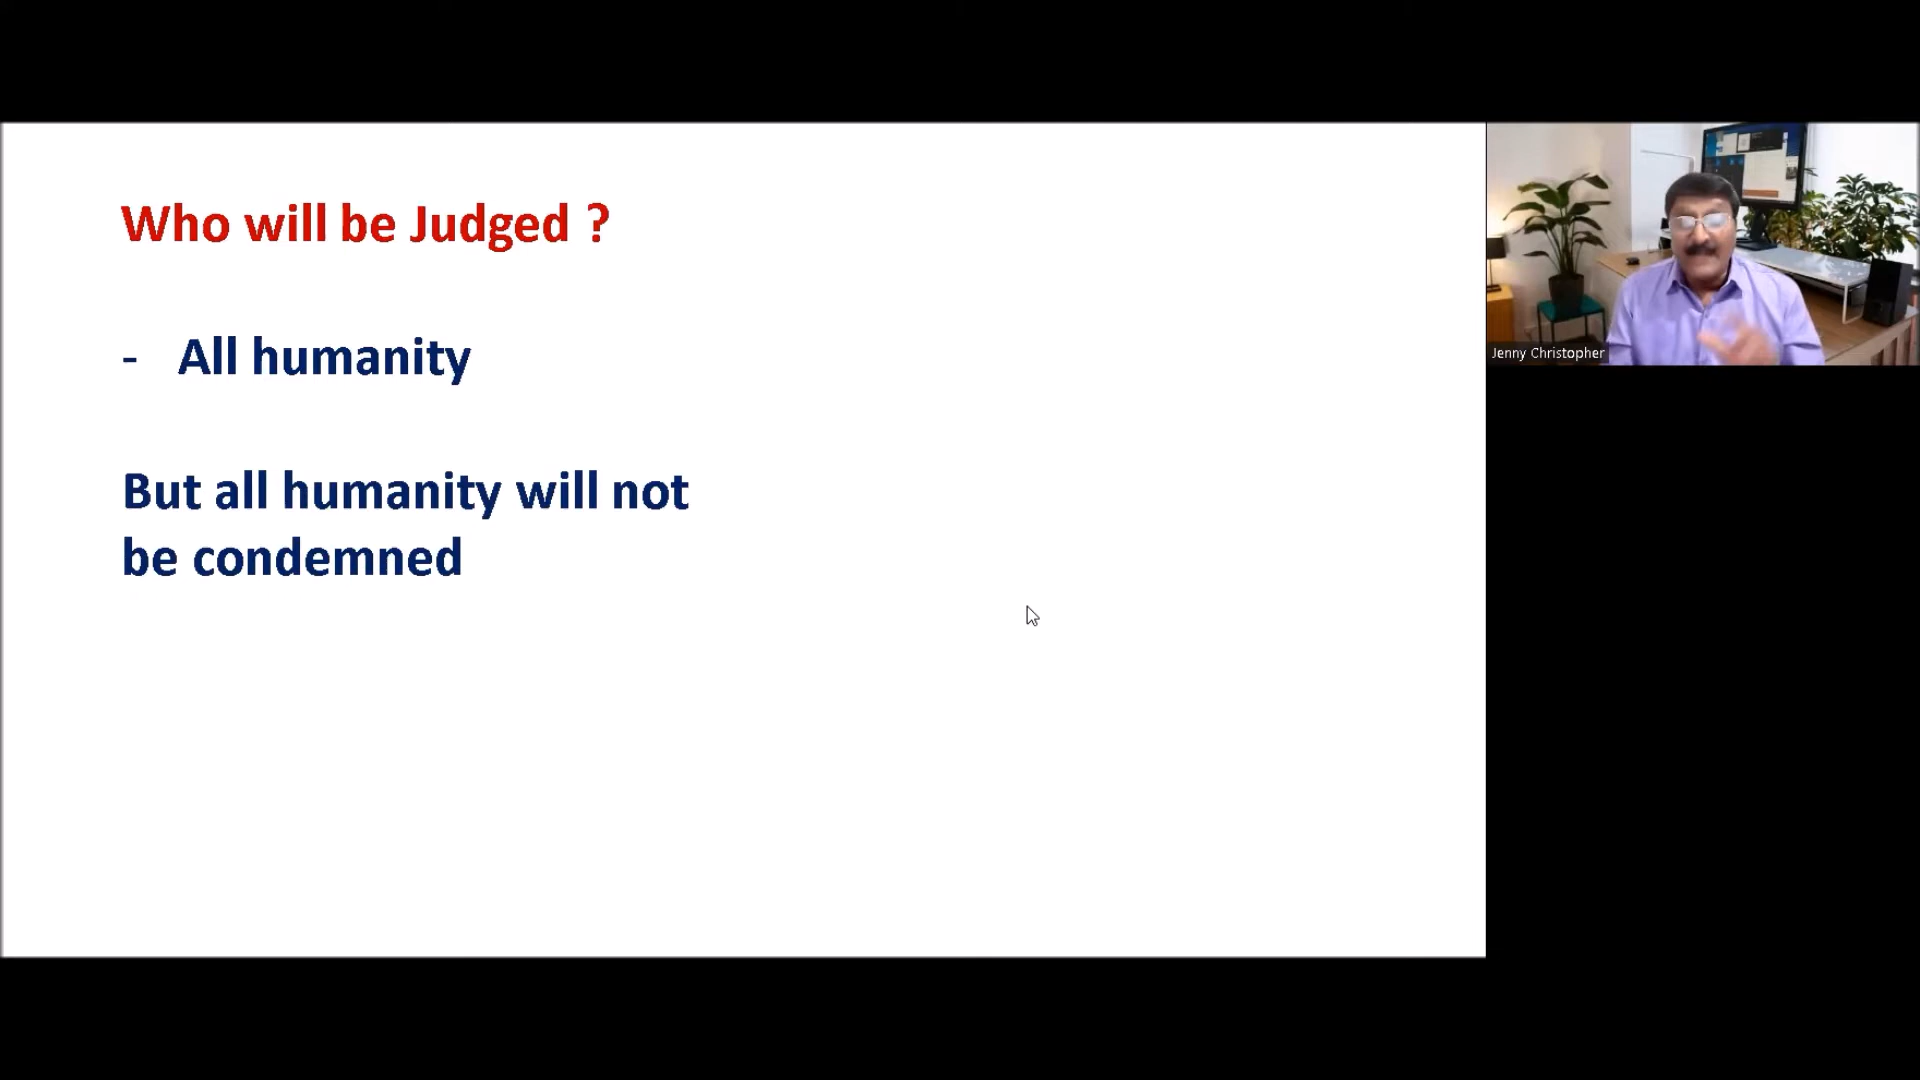 Who will be Judged ?
- All humanity
But all humanity will not
be condemned
Jenny Christopher